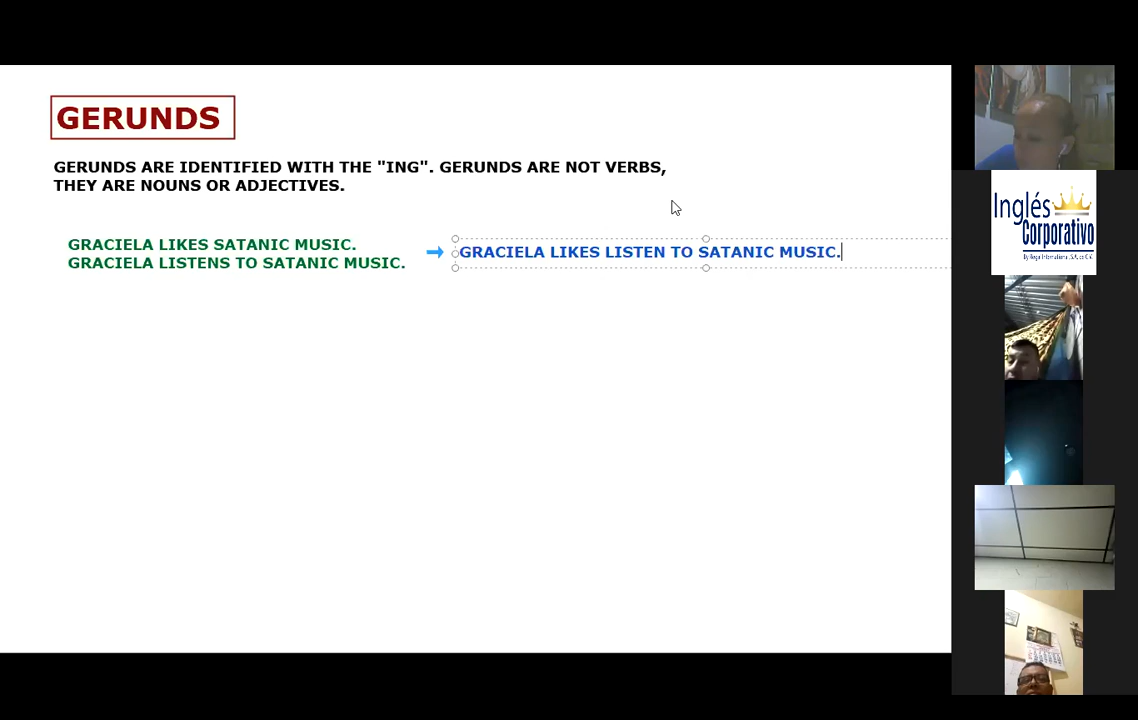 GERUNDS
GERUNDS ARE IDENTIFIED WITH THE "ING". GERUNDS ARE NOT VERBS,
THEY ARE NOUNS OR ADJECTIVES.
GRACIELA LIKES SATANIC MUSIC.
GRACIELA LISTENS TO SATANIC MUSIC.
GRACIELA LIKES LISTEN TO SATANIC MUSIC.
Inglés
Corporativo